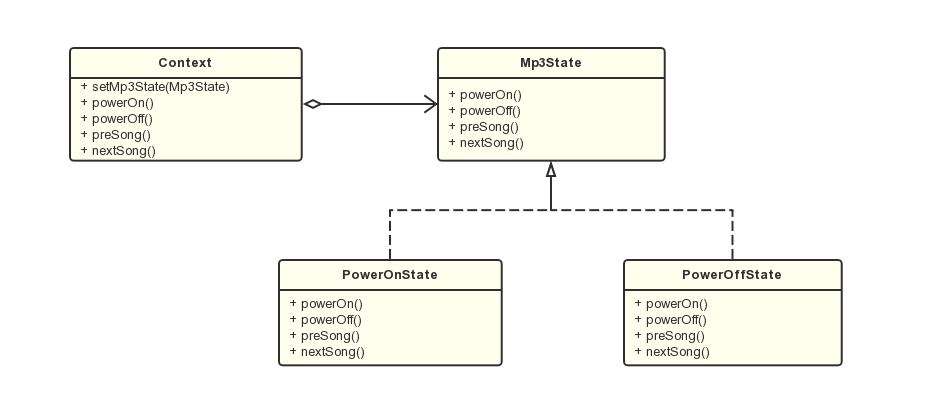 Context
+ setMp3State(Mp3State)
+ powerOn()
+ powerOff()
+ preSong()
+ nextSong()
Mp3State
+ powerOn()
+ powerOff()
+ preSong()
+ nextSong()
PowerOnState
+ powerOn()
+ powerOff()
+ preSong()
+ nextSong()
PowerOffState
+ powerOn()
+ powerOff()
+ preSong()
+ nextSong()